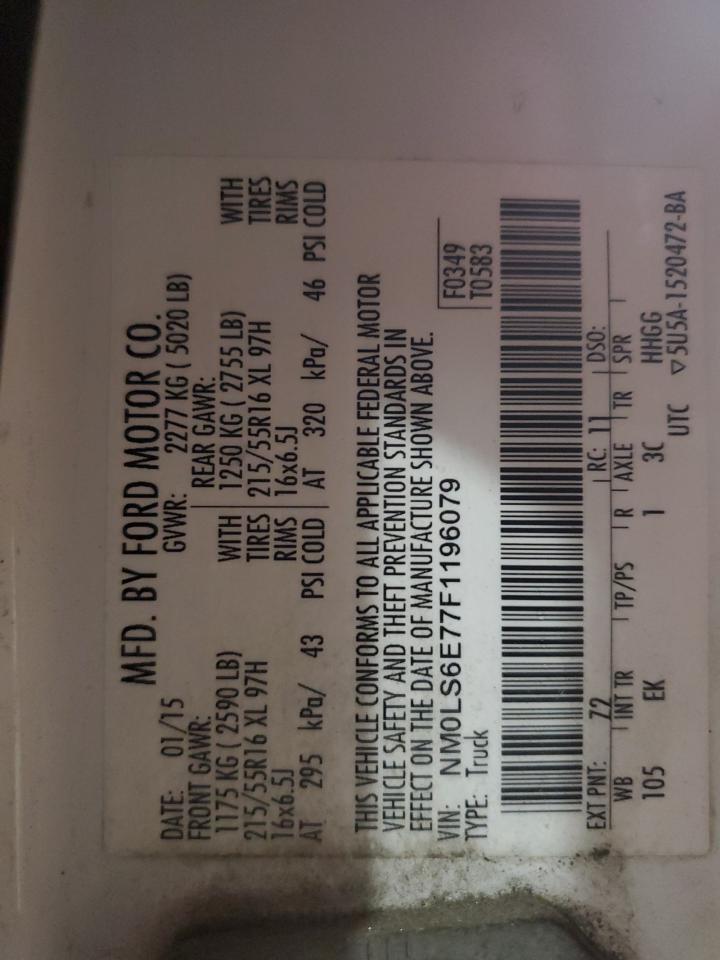 MFD. BY FORD MOTOR CO.
DATE: 01/15 GVWR: 2277 KG ( 5020 LB)
FRONT GAWR: REAR GAWR:
1175 KG ( 2590 LB) WITH 1250 KG ( 2755 LB) WITH
215/55R16 XL 97H TIRES 215/55R16 XL 97H TIRES
16x6.5J RIMS 16x6.5J RIMS
AT 295 kPa/ 43 PSI COLD AT 320 kPa/ 46 PSI COLD
THIS VEHICLE CONFORMS TO ALL APPLICABLE FEDERAL MOTOR
VEHICLE SAFETY AND THEFT PREVENTION STANDARDS IN
EFFECT ON THE DATE OF MANUFACTURE SHOWN ABOVE.
VIN: NM0LS6E77F1196079 F0349
TYPE: Truck T0583
EXT PNT: Z2 RC: 11 DSO:
WB INT TR TP/PS R AXLE TR SPR
105 EK 1 3C HHGG
UTC ▽5U5A-1520472-BA